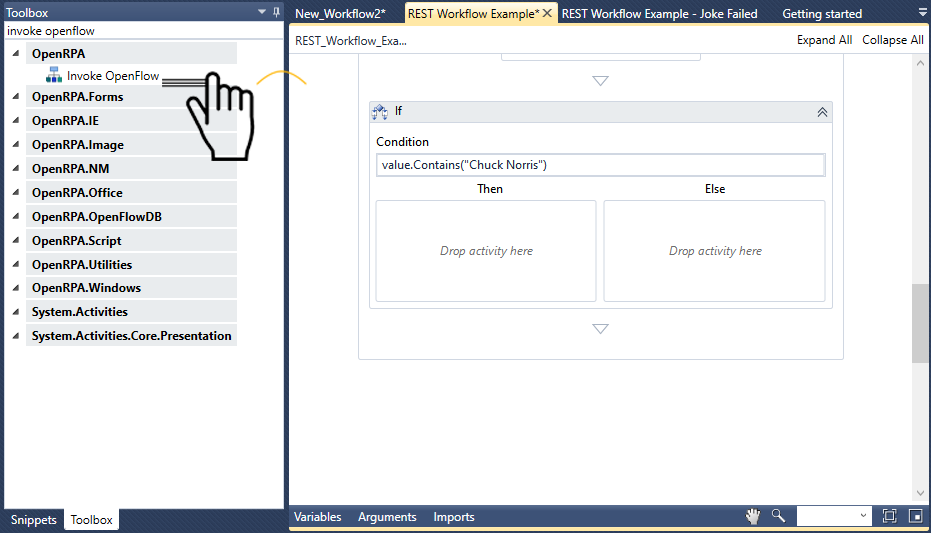 Toolbox
invoke openflow
OpenRPA
Invoke OpenFlow
OpenRPA.Forms
OpenRPA.IE
OpenRPA.Image
OpenRPA.NM
OpenRPA.Office
OpenRPA.OpenFlowDB
OpenRPA.Script
OpenRPA.Utilities
OpenRPA.Windows
System.Activities
System.Activities.Core.Presentation
Snippets Toolbox
New_Workflow2* REST Workflow Example* REST Workflow Example - Joke Failed Getting started
REST_Workflow_Exa... Expand All Collapse All
If
Condition
value.Contains("Chuck Norris")
Then Else
Drop activity here Drop activity here
Variables Arguments Imports